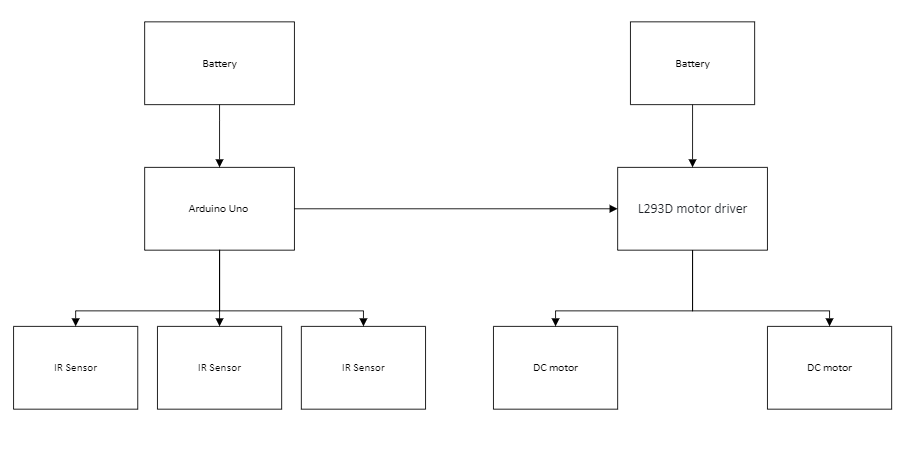 Battery
Battery
Arduino Uno
L293D motor driver
IR Sensor
IR Sensor
IR Sensor
DC motor
DC motor